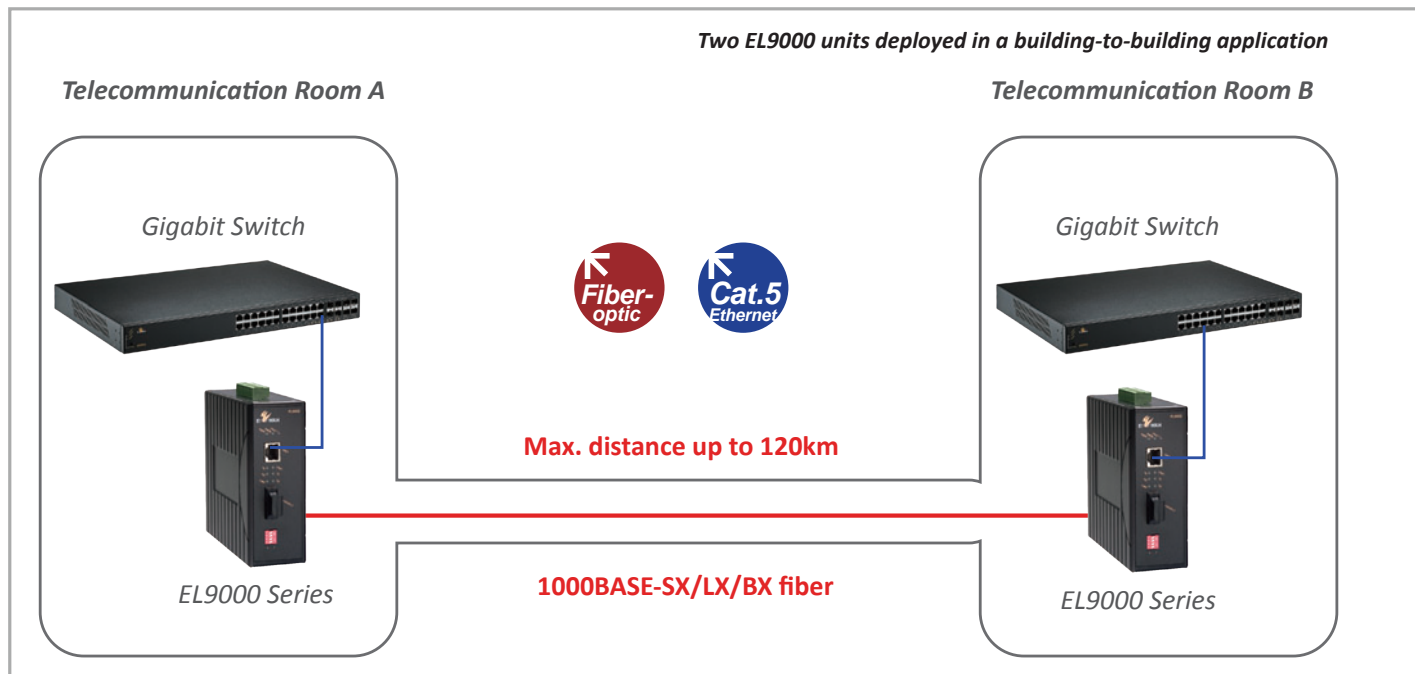 Two EL9000 units deployed in a building-to-building application
Telecommunication Room A
Telecommunication Room B
Gigabit Switch
Gigabit Switch
Fiber-
optic
Cat.5
Ethernet
Max. distance up to 120km
1000BASE-SX/LX/BX fiber
EL9000 Series
EL9000 Series